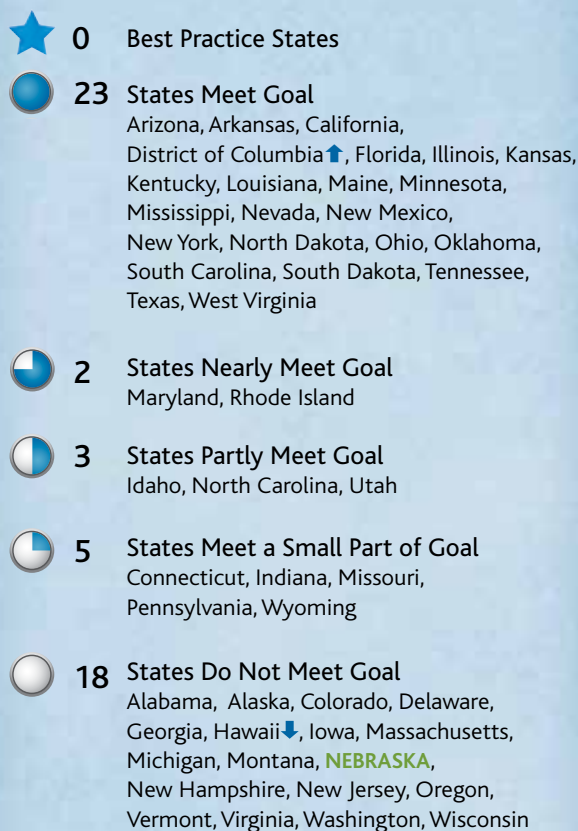 0 Best Practice States
23 States Meet Goal
Arizona, Arkansas, California,
District of Columbia⬆, Florida, Illinois, Kansas,
Kentucky, Louisiana, Maine, Minnesota,
Mississippi, Nevada, New Mexico,
New York, North Dakota, Ohio, Oklahoma,
South Carolina, South Dakota, Tennessee,
Texas, West Virginia
2 States Nearly Meet Goal
Maryland, Rhode Island
3 States Partly Meet Goal
Idaho, North Carolina, Utah
5 States Meet a Small Part of Goal
Connecticut, Indiana, Missouri,
Pennsylvania, Wyoming
18 States Do Not Meet Goal
Alabama, Alaska, Colorado, Delaware,
Georgia, Hawaii⬇, Iowa, Massachusetts,
Michigan, Montana, NEBRASKA,
New Hampshire, New Jersey, Oregon,
Vermont, Virginia, Washington, Wisconsin